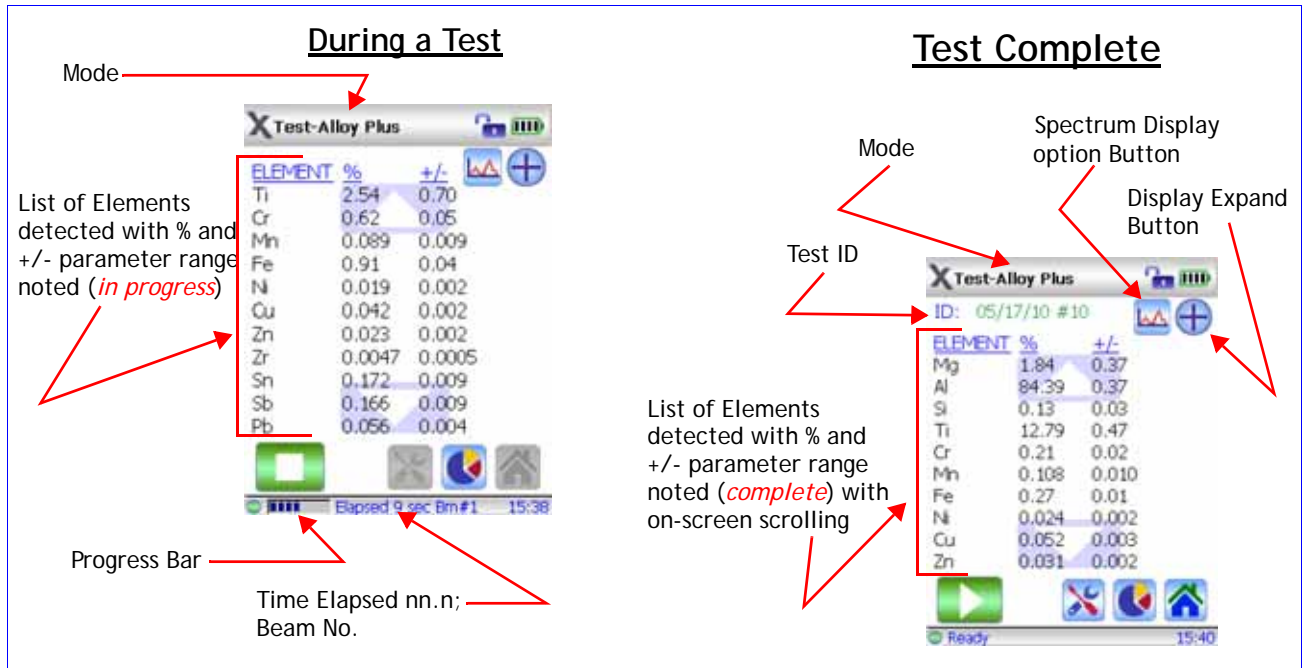 During a Test
Mode
X Test-Alloy Plus
ELEMENT % +/-
Ti 2.54 0.70
Cr 0.62 0.05
Mn 0.089 0.009
Fe 0.91 0.04
Ni 0.019 0.002
Cu 0.042 0.002
Zn 0.023 0.002
Zr 0.0047 0.0005
Sn 0.172 0.009
Sb 0.166 0.009
Pb 0.056 0.004
Elapsed 9 sec Bm#1 15:38
List of Elements
detected with % and
+/- parameter range
noted (in progress)
Progress Bar
Time Elapsed nn.n;
Beam No.
Test Complete
Mode
Spectrum Display
option Button
Display Expand
Button
Test ID
X Test-Alloy Plus
ID: 05/17/10 #10
ELEMENT % +/-
Mg 1.84 0.37
Al 84.39 0.37
Si 0.13 0.03
Ti 12.79 0.47
Cr 0.21 0.02
Mn 0.108 0.010
Fe 0.27 0.01
Ni 0.024 0.002
Cu 0.052 0.003
Zn 0.031 0.002
Ready 15:40
List of Elements
detected with % and
+/- parameter range
noted (complete) with
on-screen scrolling